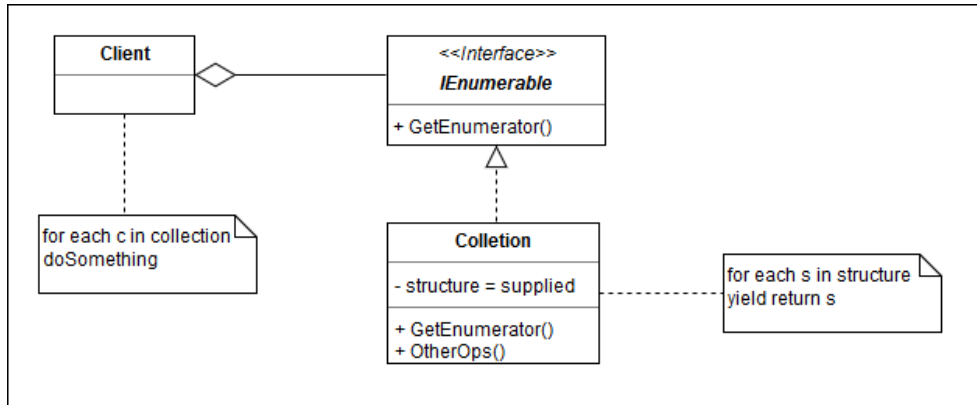 Client
<<Interface>>
IEnumerable
+ GetEnumerator()
for each c in collection
doSomething
Colletion
- structure = supplied
+ GetEnumerator()
+ OtherOps()
for each s in structure
yield return s